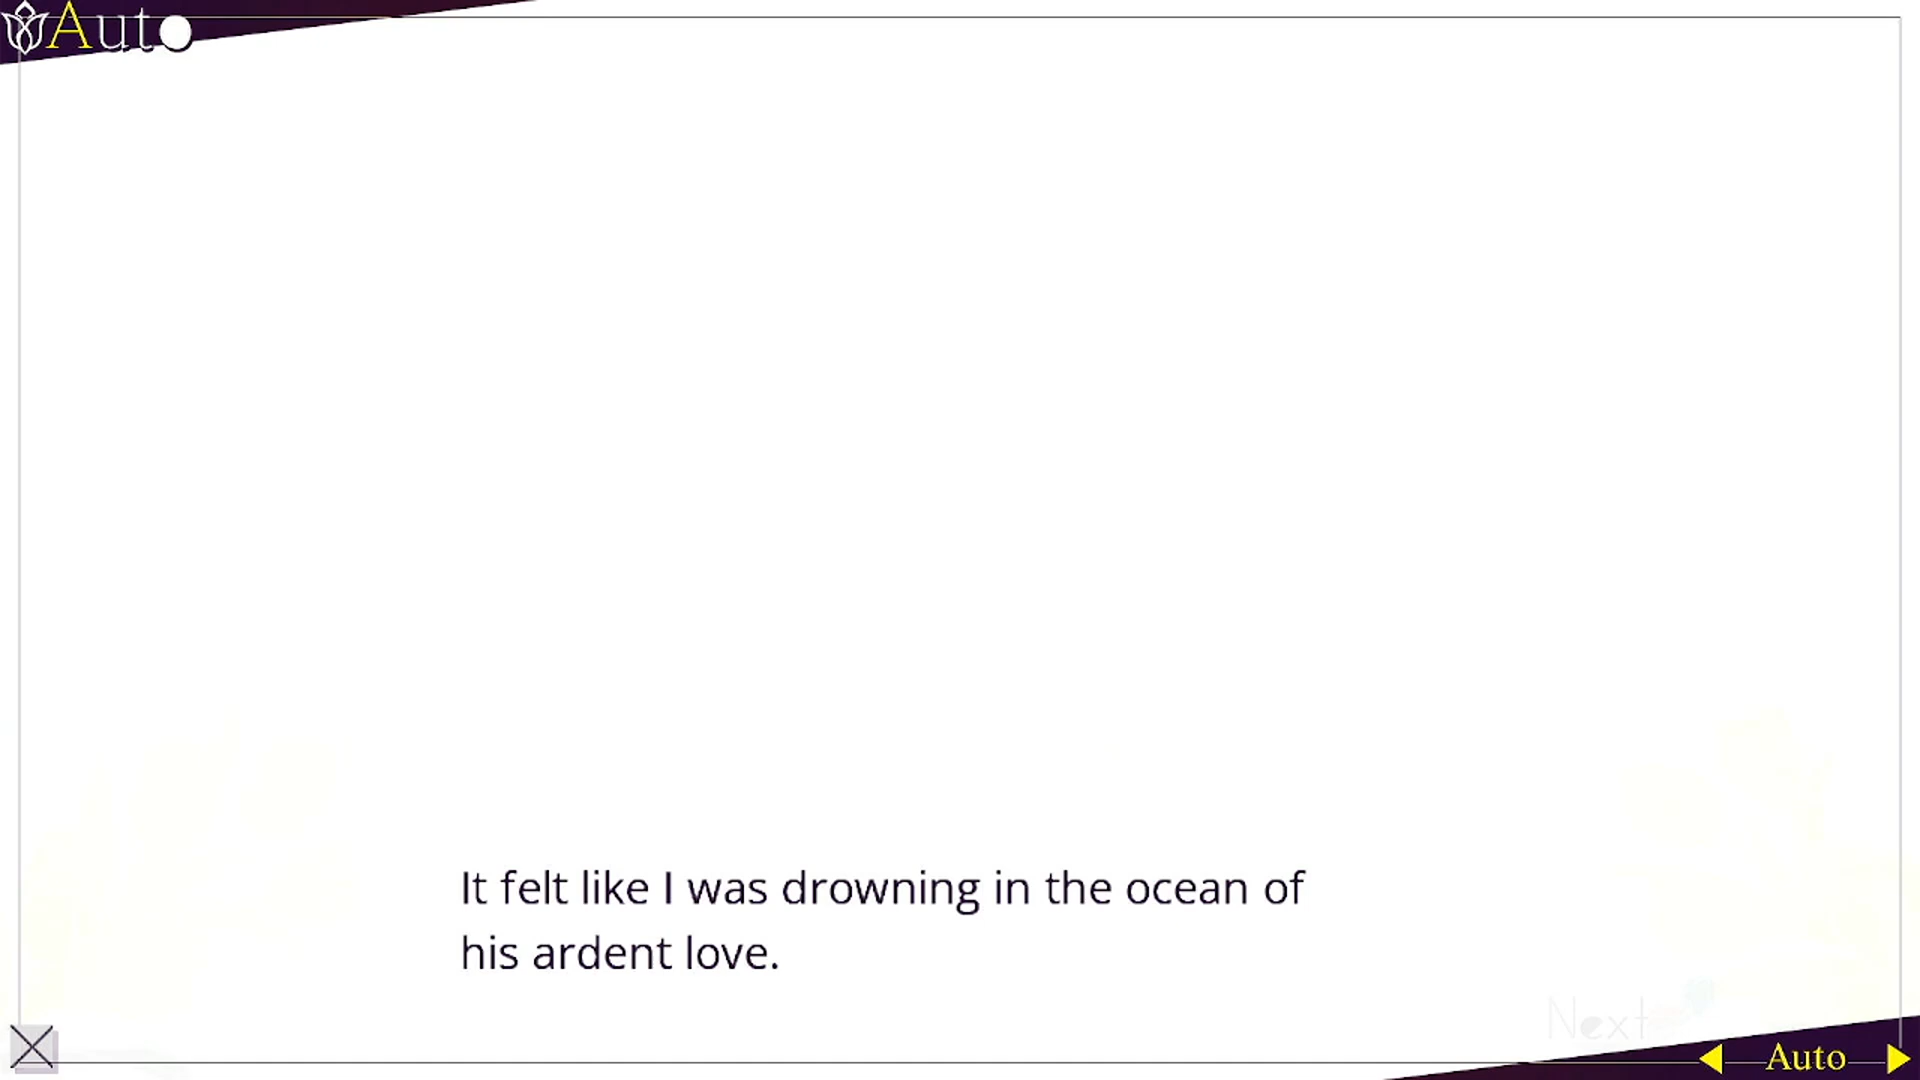 Auto
It felt like I was drowning in the ocean of
his ardent love.
Next
Auto